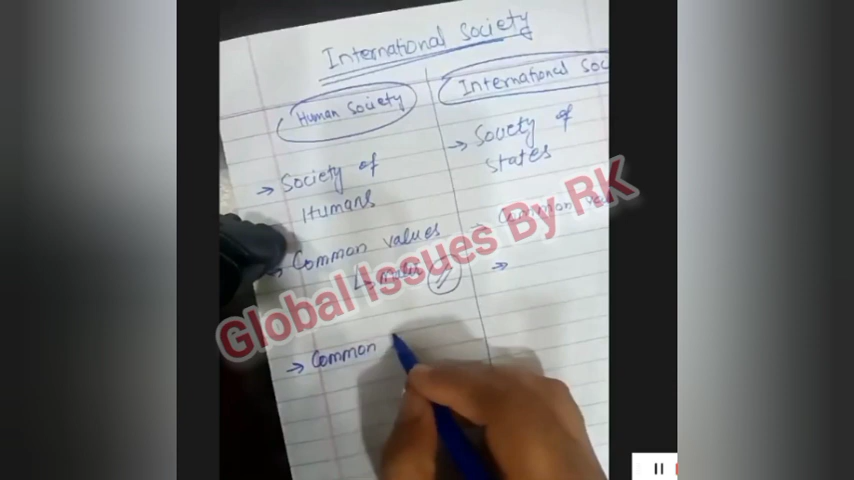 International Society
Human Society
International Soc
→ Society of
Humans
→ Society of
States
→ Common values
→ Common
→
→ Common
Global Issues By RK